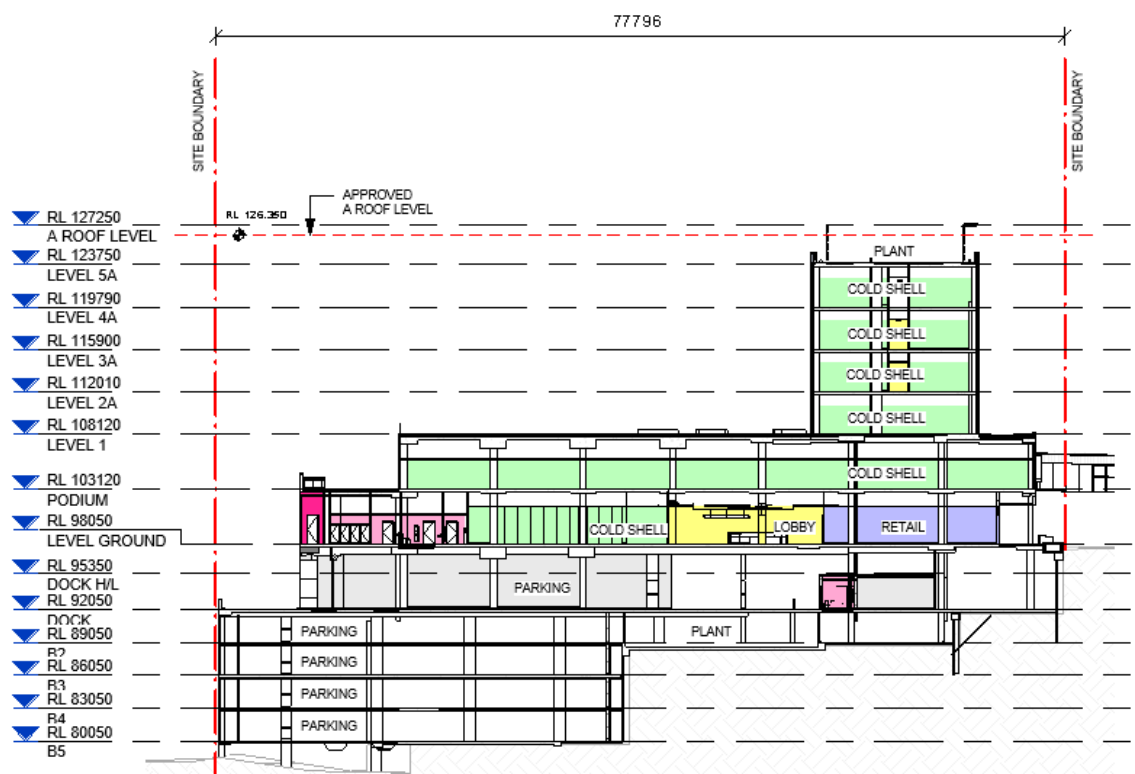 77796
SITE BOUNDARY
SITE BOUNDARY
APPROVED
A ROOF LEVEL
RL 126.350
RL 127250
A ROOF LEVEL
RL 123750
LEVEL 5A
RL 119790
LEVEL 4A
RL 115900
LEVEL 3A
RL 112010
LEVEL 2A
RL 108120
LEVEL 1
RL 103120
PODIUM
RL 98050
LEVEL GROUND
RL 95350
DOCK H/L
RL 92050
DOCK
RL 89050
B2
RL 86050
B3
RL 83050
B4
RL 80050
B5
PLANT
COLD SHELL
COLD SHELL
COLD SHELL
COLD SHELL
COLD SHELL
COLD SHELL
LOBBY
RETAIL
PARKING
PARKING
PLANT
PARKING
PARKING
PARKING